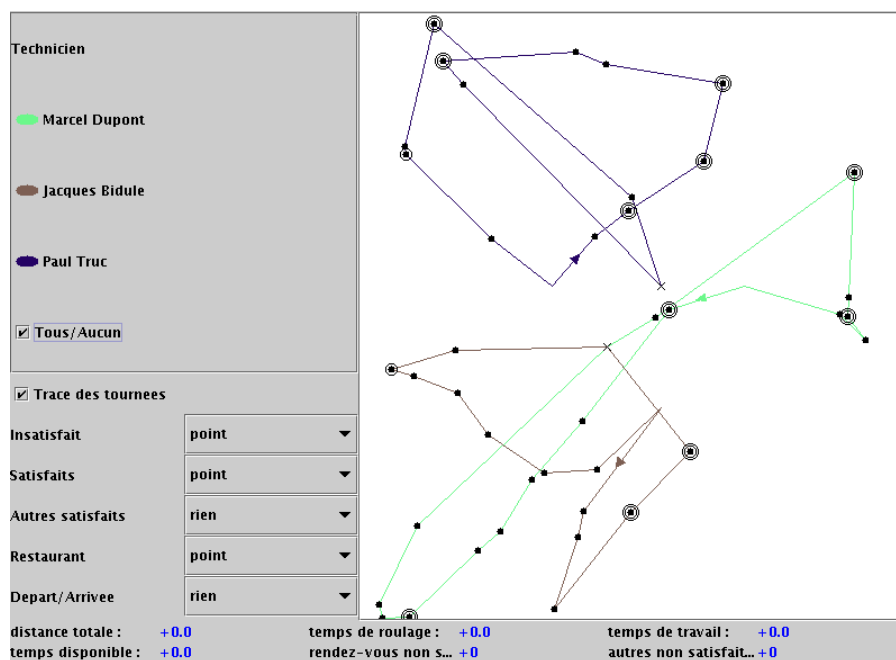 Technicien
Marcel Dupont
Jacques Bidule
Paul Truc
Tous/Aucun
Trace des tournees
Insatisfait point
Satisfaits point
Autres satisfaits rien
Restaurant point
Depart/Arrivee rien
distance totale : +0.0 temps de roulage : +0.0 temps de travail : +0.0
temps disponible : +0.0 rendez-vous non s... +0 autres non satisfait... +0